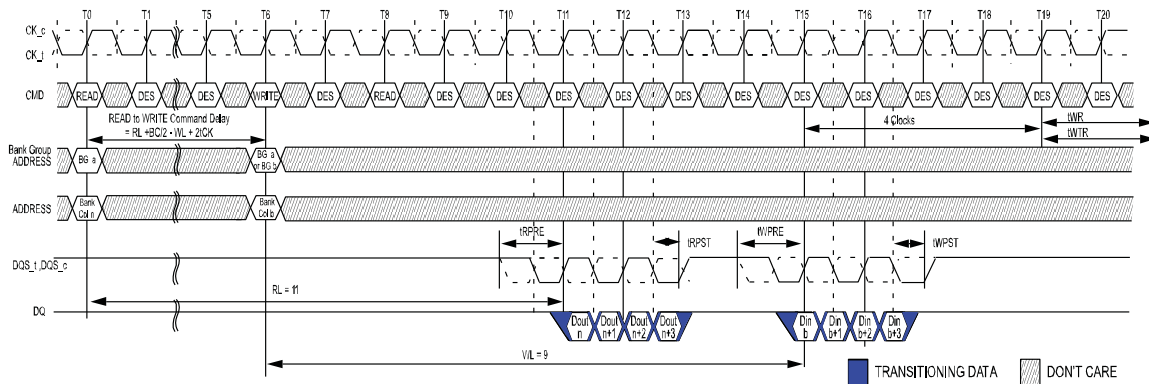 T0 T1 T5 T6 T7 T8 T9 T10 T11 T12 T13 T14 T15 T16 T17 T18 T19 T20
CK_c
CK_t
CMD READ DES DES WRITE DES READ DES DES DES DES DES DES DES DES DES DES DES DES
READ to WRITE Command Delay
= RL +BC/2 - WL + 2tCK
4 Clocks
tWR
tWTR
Bank Group
ADDRESS
BG a
BG a
or BG b
ADDRESS
Bank
Col n
Bank
Col b
tRPRE
tRPST
tWPRE
tWPST
DQS_t,DQS_c
RL = 11
DQ
Dout
n
Dout
n+1
Dout
n+2
Dout
n+3
Din
b
Din
b+1
Din
b+2
Din
b+3
WL = 9
TRANSITIONING DATA
DON'T CARE